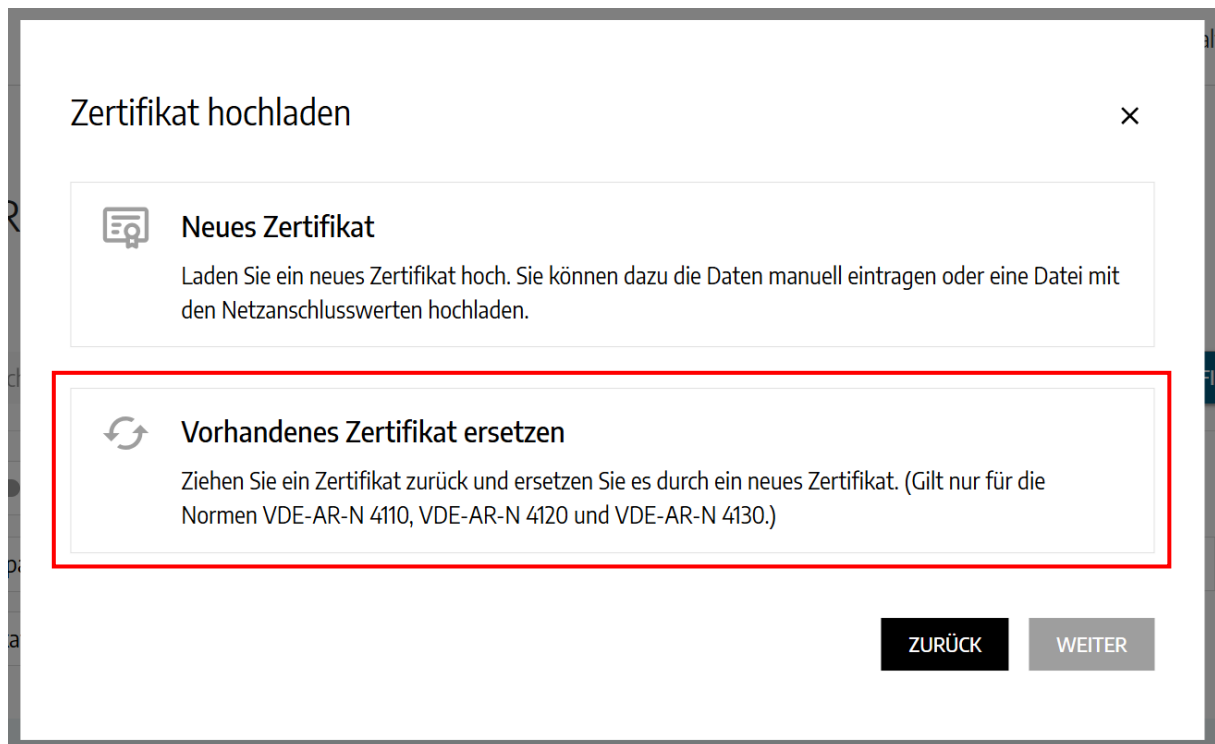 Zertifikat hochladen
Neues Zertifikat
Laden Sie ein neues Zertifikat hoch. Sie können dazu die Daten manuell eintragen oder eine Datei mit
den Netzanschlusswerten hochladen.
Vorhandenes Zertifikat ersetzen
Ziehen Sie ein Zertifikat zurück und ersetzen Sie es durch ein neues Zertifikat. (Gilt nur für die
Normen VDE-AR-N 4110, VDE-AR-N 4120 und VDE-AR-N 4130.)
ZURÜCK
WEITER